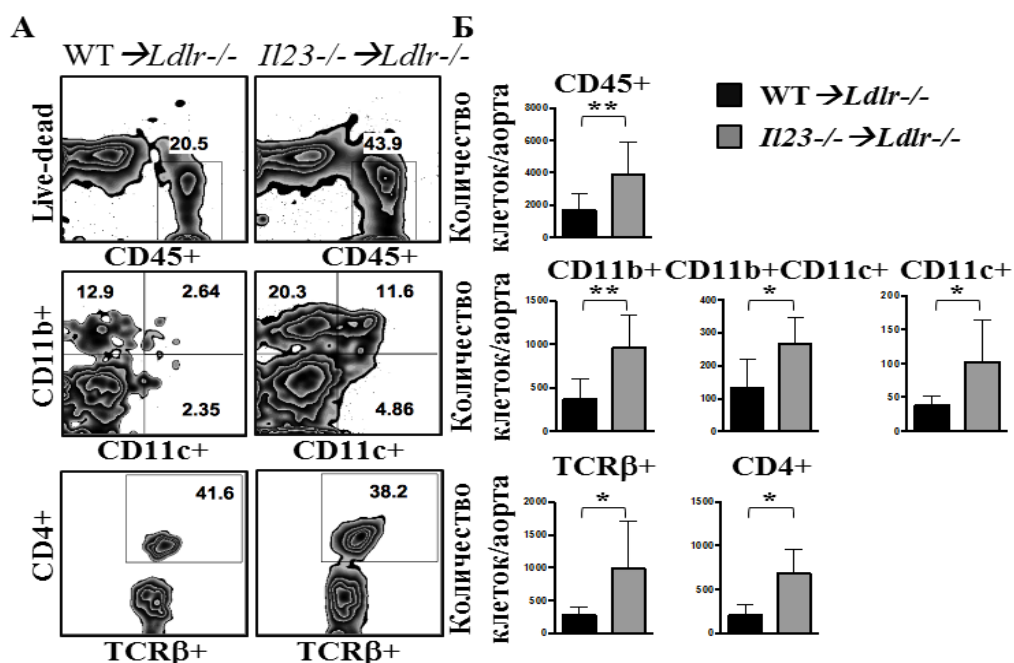 А
Б
WT →Ldlr-/-
Il23-/- →Ldlr-/-
Live-dead
20.5
43.9
CD45+
CD45+
CD11b+
12.9
2.64
2.35
20.3
11.6
4.86
CD11c+
CD11c+
CD4+
41.6
38.2
TCRβ+
TCRβ+
WT →Ldlr-/-
Il23-/- →Ldlr-/-
Количество
клеток/аорта
CD45+
**
8000
6000
4000
2000
0
Количество
клеток/аорта
CD11b+
**
1500
1000
500
0
CD11b+CD11c+
*
400
300
200
100
0
CD11c+
*
200
150
100
50
0
Количество
клеток/аорта
TCRβ+
*
2000
1500
1000
500
0
CD4+
*
1500
1000
500
0